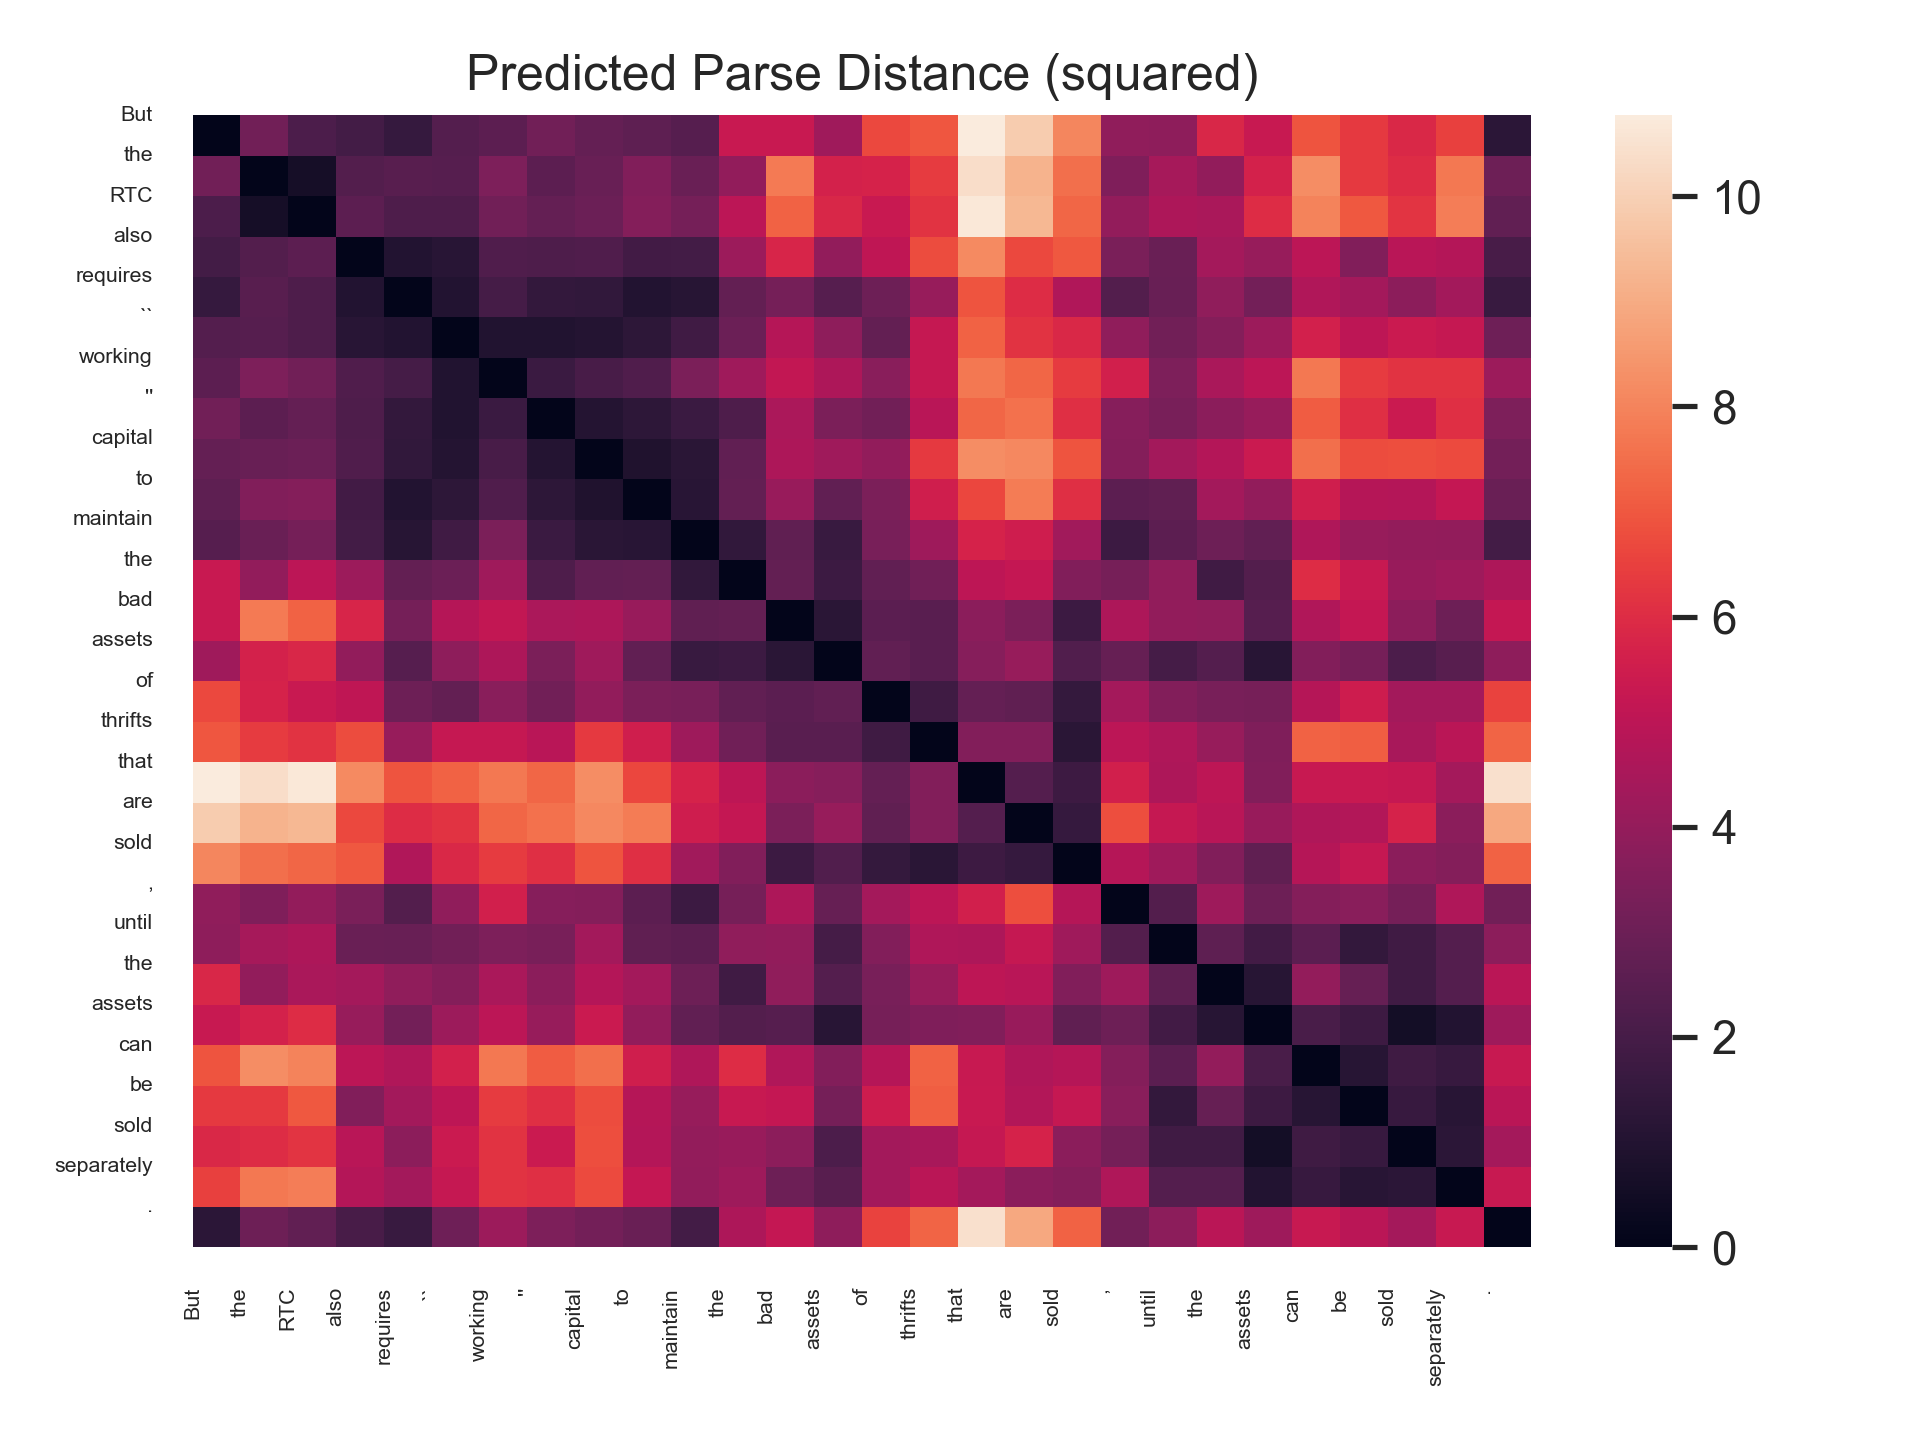 Predicted Parse Distance (squared)
But
the
RTC
also
requires
``
working
''
capital
to
maintain
the
bad
assets
of
thrifts
that
are
sold
,
until
the
assets
can
be
sold
separately
.
10
8
6
4
2
0
But
the
RTC
also
requires
``
working
''
capital
to
maintain
the
bad
assets
of
thrifts
that
are
sold
,
until
the
assets
can
be
sold
separately
.